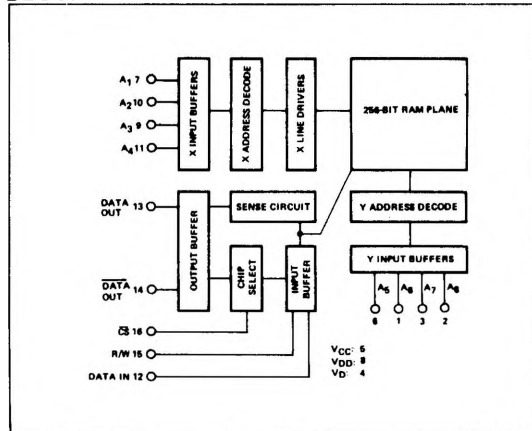 A1 7
A2 10
A3 9
A4 11
X INPUT BUFFERS
X ADDRESS DECODE
X LINE DRIVERS
256-BIT RAM PLANE
DATA OUT 13
DATA OUT 14
OUTPUT BUFFER
SENSE CIRCUIT
CHIP SELECT
INPUT BUFFER
Y ADDRESS DECODE
Y INPUT BUFFERS
A5 A6 A7 A8
6 1 3 2
CS 16
R/W 15
DATA IN 12
VCC: 5
VDD: 8
VD: 4